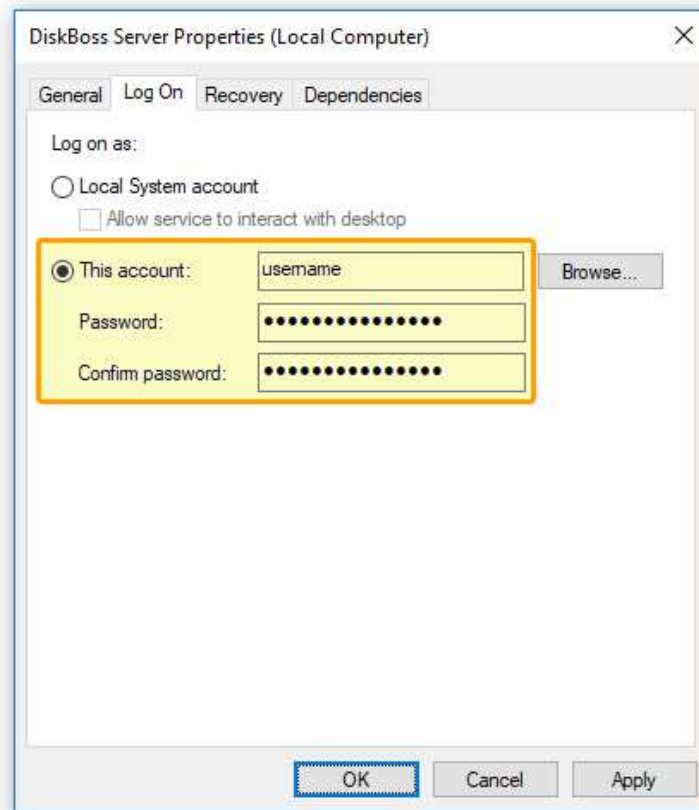 DiskBoss Server Properties (Local Computer)
General Log On Recovery Dependencies
Log on as:
Local System account
Allow service to interact with desktop
This account: username Browse...
Password: •••••••••••••••
Confirm password: •••••••••••••••
OK Cancel Apply